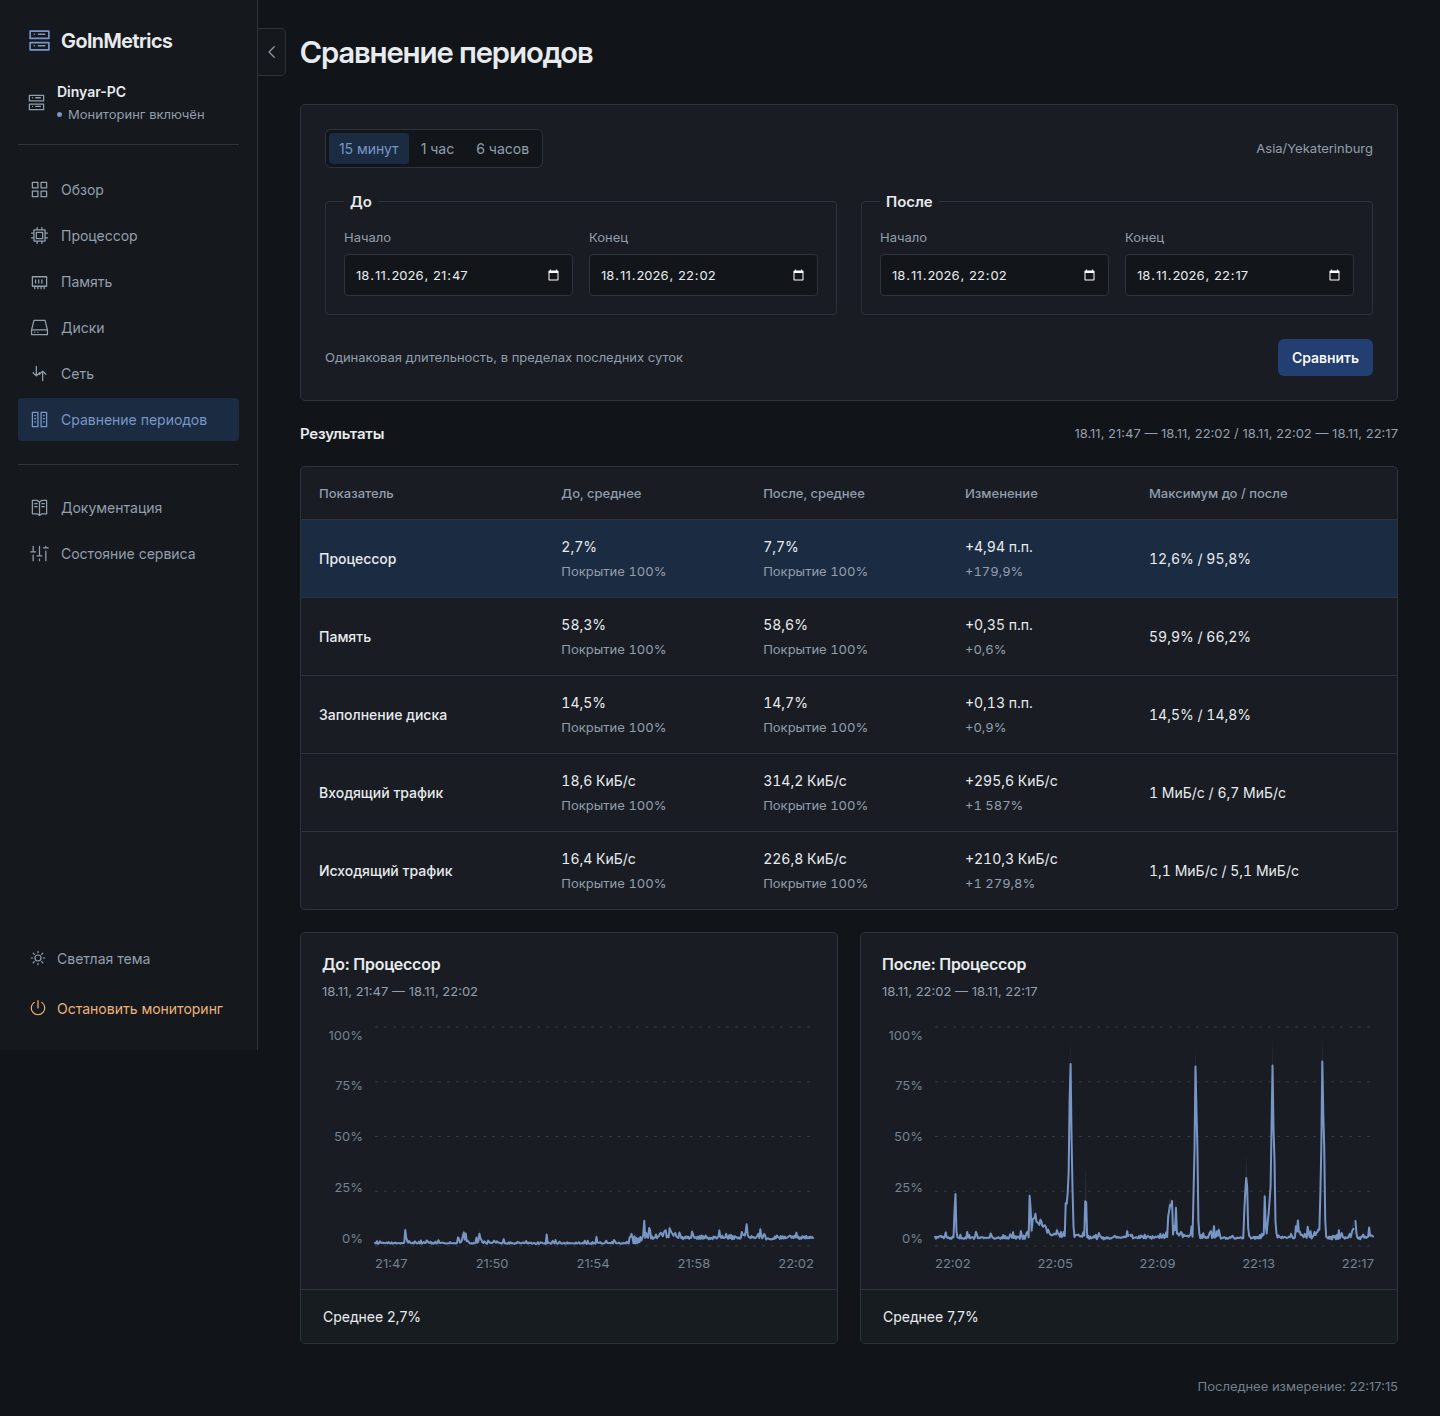 GoInMetrics
Dinyar-PC
Мониторинг включён
Обзор
Процессор
Память
Диски
Сеть
Сравнение периодов
Документация
Состояние сервиса
Светлая тема
Остановить мониторинг
Сравнение периодов
15 минут 1 час 6 часов
Asia/Yekaterinburg
До
Начало Конец
18.11.2026, 21:47 18.11.2026, 22:02
После
Начало Конец
18.11.2026, 22:02 18.11.2026, 22:17
Одинаковая длительность, в пределах последних суток
Сравнить
Результаты
18.11, 21:47 — 18.11, 22:02 / 18.11, 22:02 — 18.11, 22:17
Показатель До, среднее После, среднее Изменение Максимум до / после
Процессор 2,7% 7,7% +4,94 п.п. 12,6% / 95,8%
Покрытие 100% Покрытие 100% +179,9%
Память 58,3% 58,6% +0,35 п.п. 59,9% / 66,2%
Покрытие 100% Покрытие 100% +0,6%
Заполнение диска 14,5% 14,7% +0,13 п.п. 14,5% / 14,8%
Покрытие 100% Покрытие 100% +0,9%
Входящий трафик 18,6 КиБ/с 314,2 КиБ/с +295,6 КиБ/с 1 МиБ/с / 6,7 МиБ/с
Покрытие 100% Покрытие 100% +1 587%
Исходящий трафик 16,4 КиБ/с 226,8 КиБ/с +210,3 КиБ/с 1,1 МиБ/с / 5,1 МиБ/с
Покрытие 100% Покрытие 100% +1 279,8%
До: Процессор
18.11, 21:47 — 18.11, 22:02
100%
75%
50%
25%
0%
21:47 21:50 21:54 21:58 22:02
Среднее 2,7%
После: Процессор
18.11, 22:02 — 18.11, 22:17
100%
75%
50%
25%
0%
22:02 22:05 22:09 22:13 22:17
Среднее 7,7%
Последнее измерение: 22:17:15